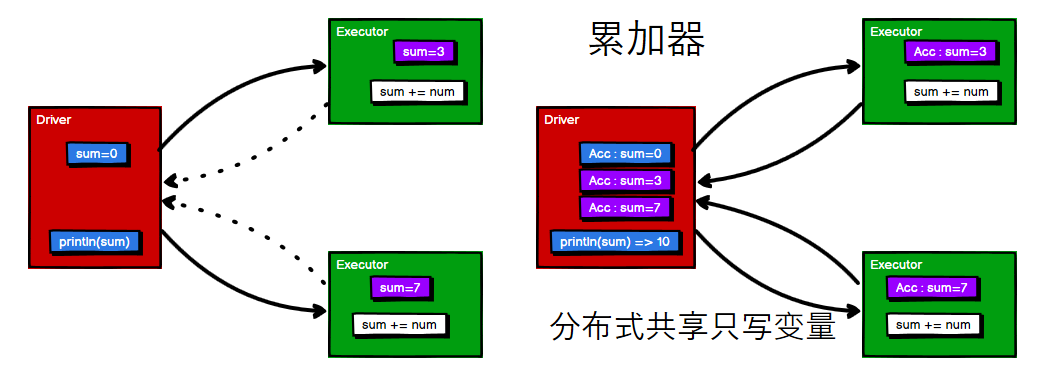 Executor
sum=3
sum += num
Driver
sum=0
println(sum)
Executor
sum=7
sum += num
累加器
Executor
Acc : sum=3
sum += num
Driver
Acc : sum=0
Acc : sum=3
Acc : sum=7
println(sum) => 10
Executor
Acc : sum=7
sum += num
分布式共享只写变量